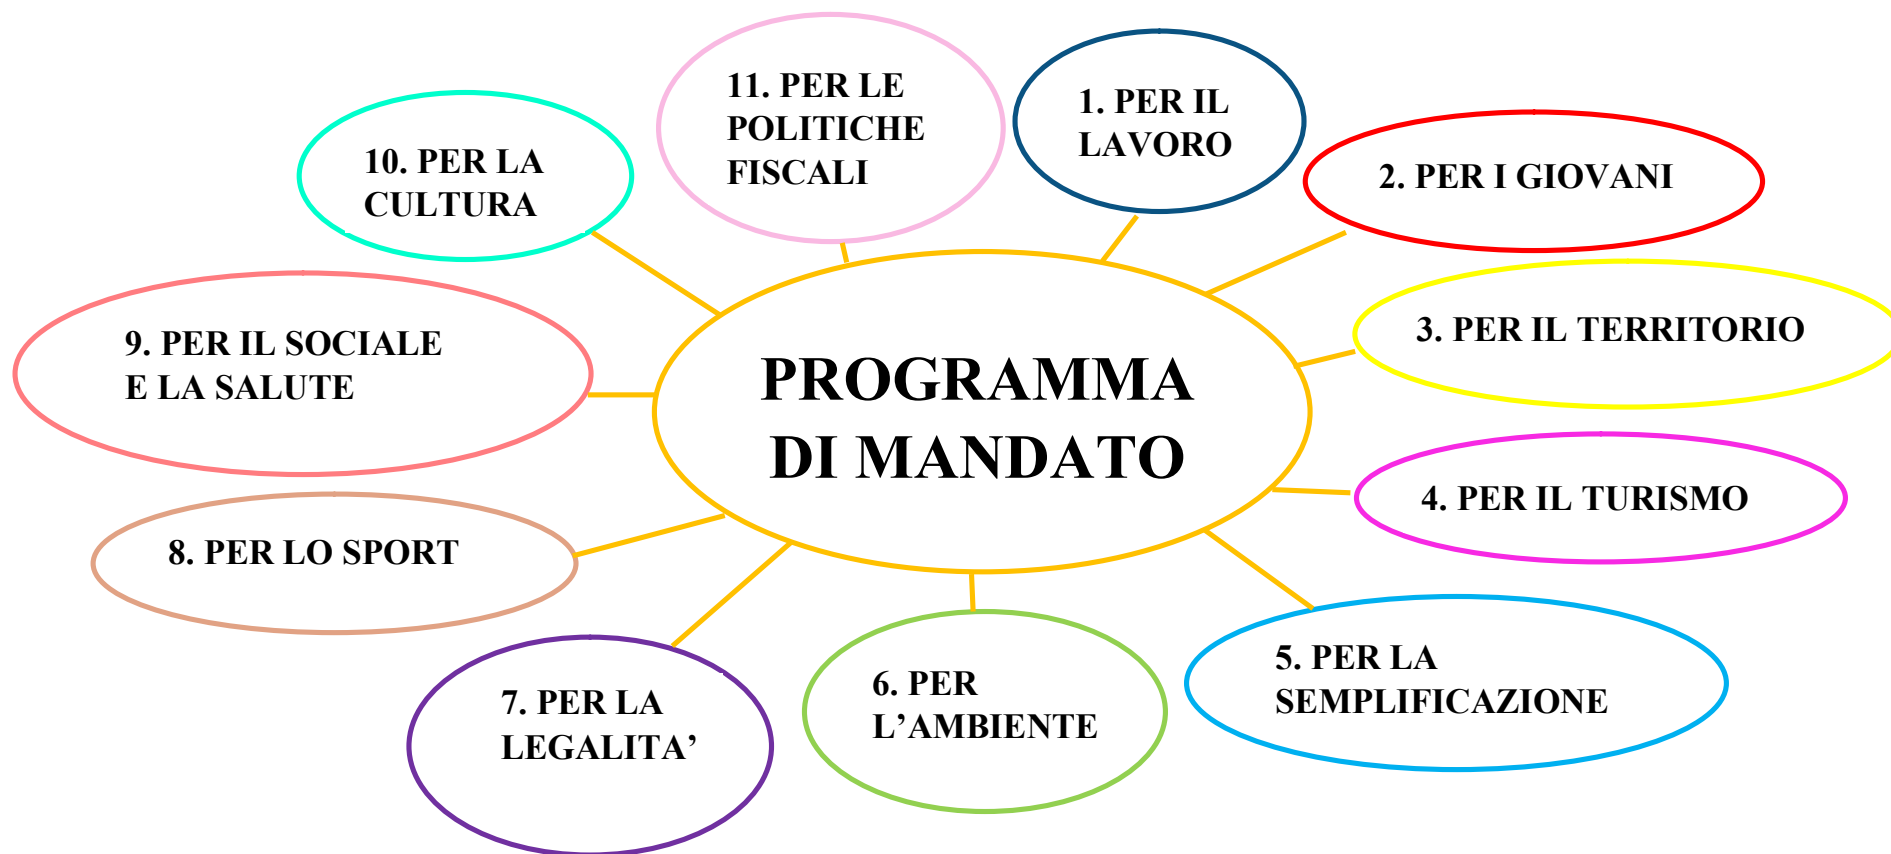 PROGRAMMA
DI MANDATO
1. PER IL
LAVORO
2. PER I GIOVANI
3. PER IL TERRITORIO
4. PER IL TURISMO
5. PER LA
SEMPLIFICAZIONE
6. PER
L’AMBIENTE
7. PER LA
LEGALITA’
8. PER LO SPORT
9. PER IL SOCIALE
E LA SALUTE
10. PER LA
CULTURA
11. PER LE
POLITICHE
FISCALI